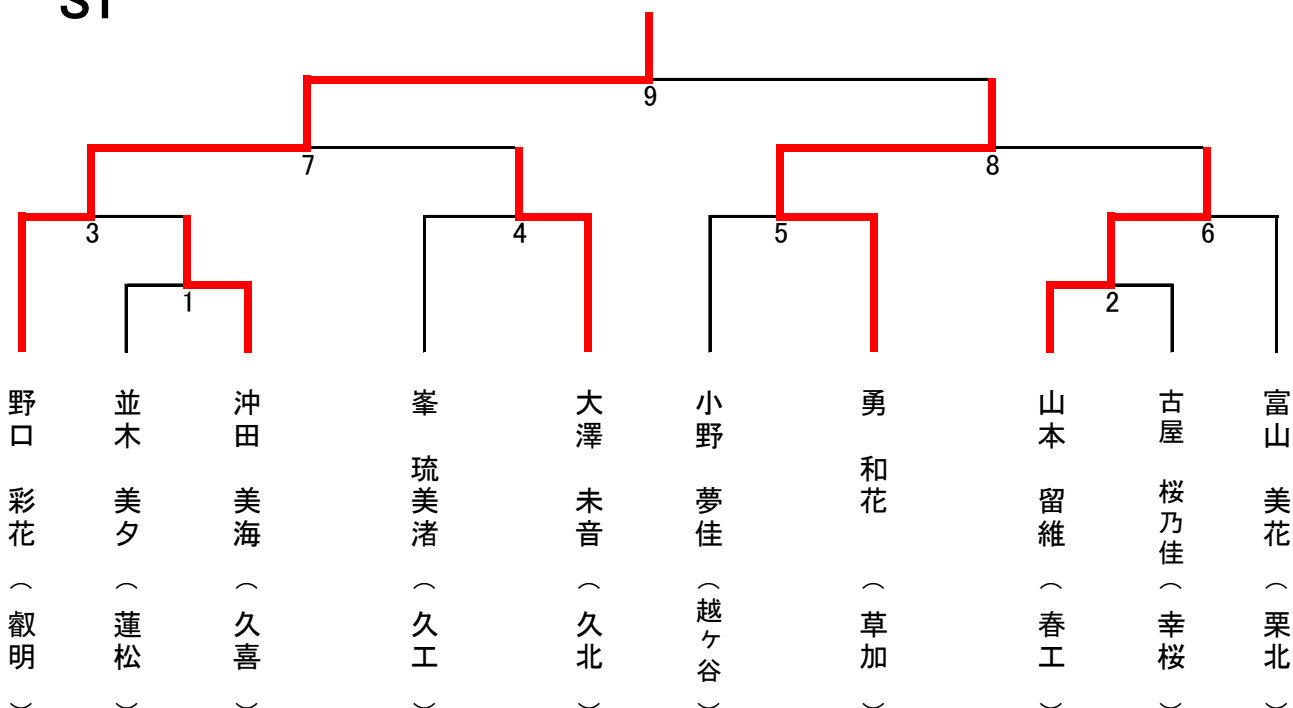 S1
9
7
8
3
4
5
6
1
2
野口 彩花 （ 叡明 ）
並木 美夕 （ 蓮松 ）
沖田 美海 （ 久喜 ）
峯 琉美渚 （ 久工 ）
大澤 未音 （ 久北 ）
小野 夢佳 （ 越ヶ谷 ）
勇 和花 （ 草加 ）
山本 留維 （ 春工 ）
古屋 桜乃佳 （ 幸桜 ）
富山 美花 （ 栗北 ）